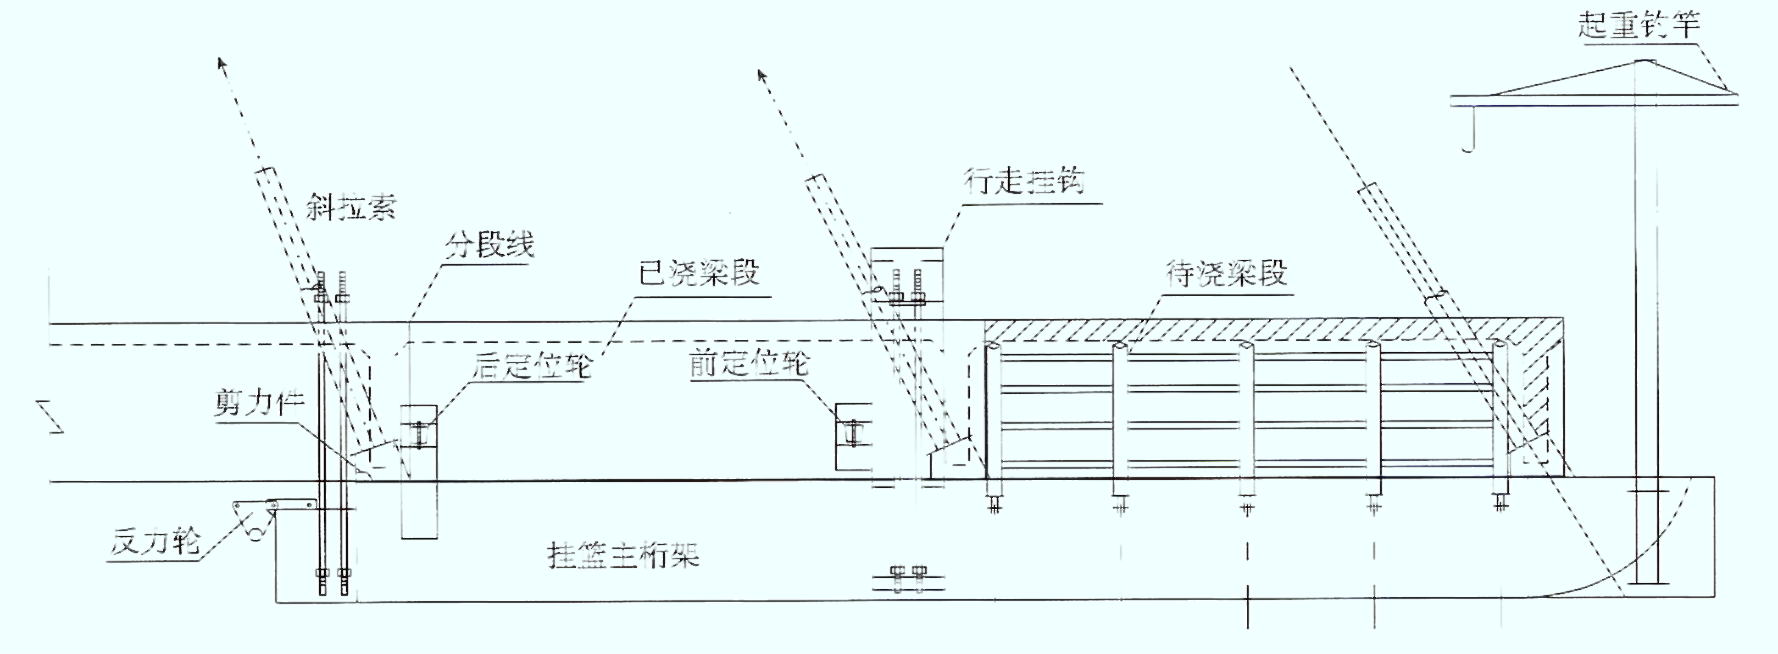 起重钓竿
行走挂钩
斜拉索
分段线
已浇梁段
待浇梁段
后定位轮
前定位轮
剪力件
反力轮
挂篮主桁架